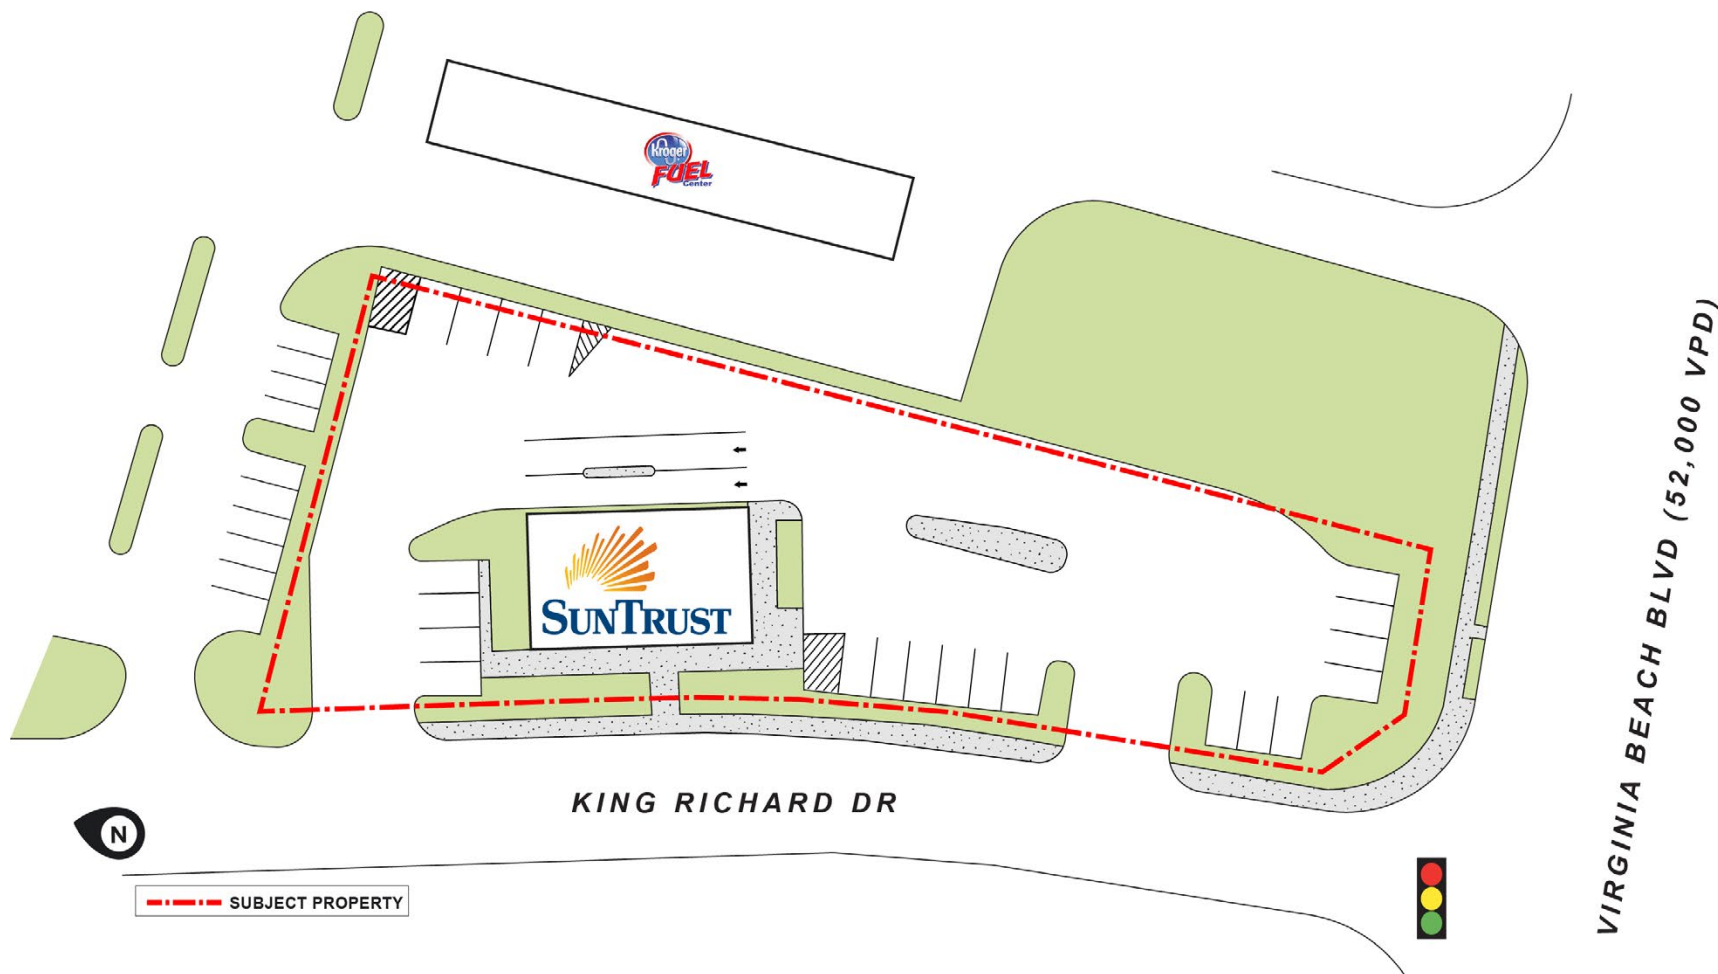 Kroger
FUEL
Center
SUNTRUST
KING RICHARD DR
VIRGINIA BEACH BLVD (52,000 VPD)
N
SUBJECT PROPERTY